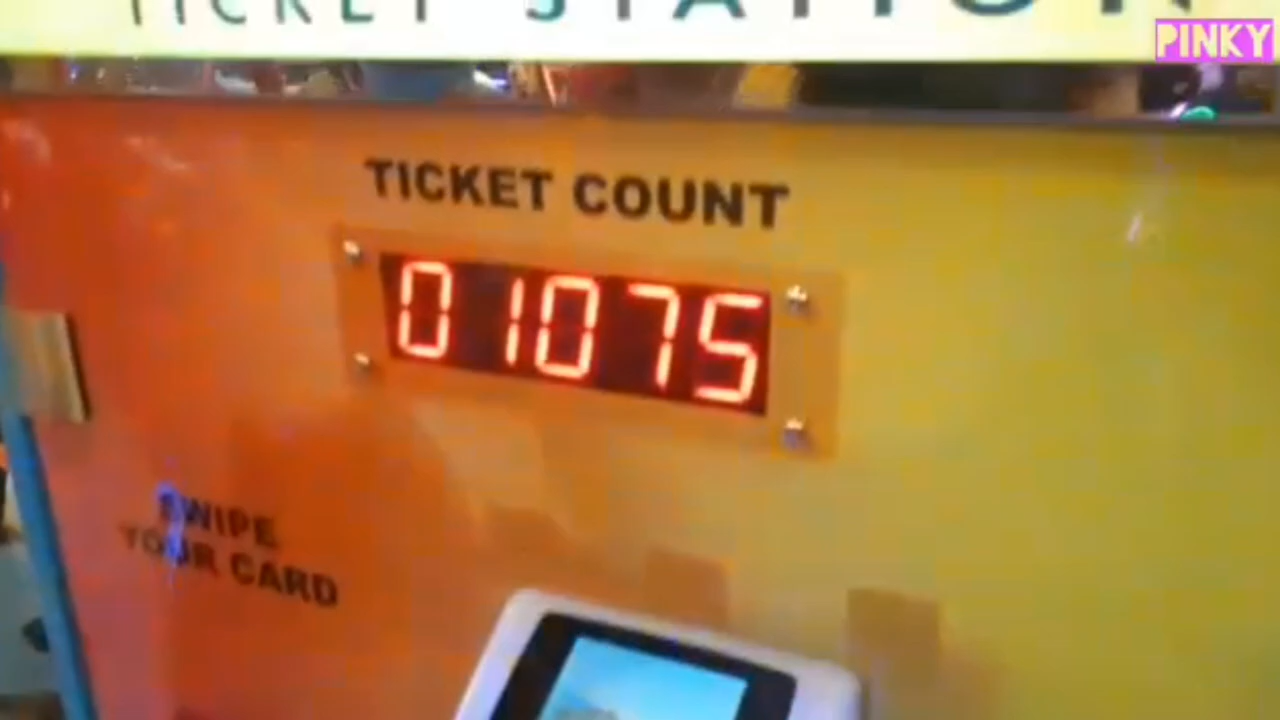 TICKET STATION
PINKY
TICKET COUNT
01075
SWIPE
YOUR CARD